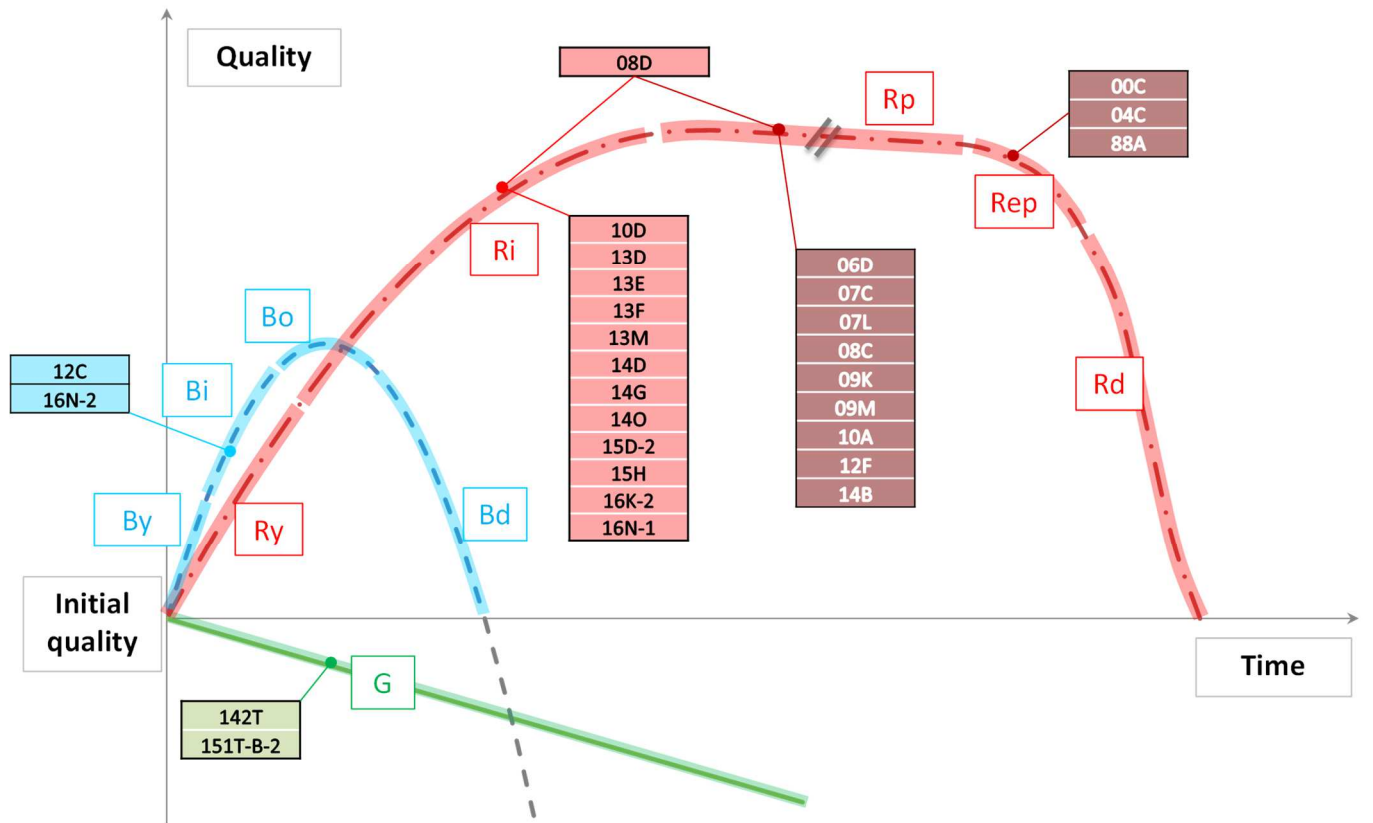 Quality
08D
Rp
00C
04C
88A
Rep
Ri
10D
13D
13E
13F
13M
14D
14G
14O
15D-2
15H
16K-2
16N-1
06D
07C
07L
08C
09K
09M
10A
12F
14B
Bo
12C
16N-2
Bi
Rd
By
Ry
Bd
Initial
quality
Time
G
142T
151T-B-2